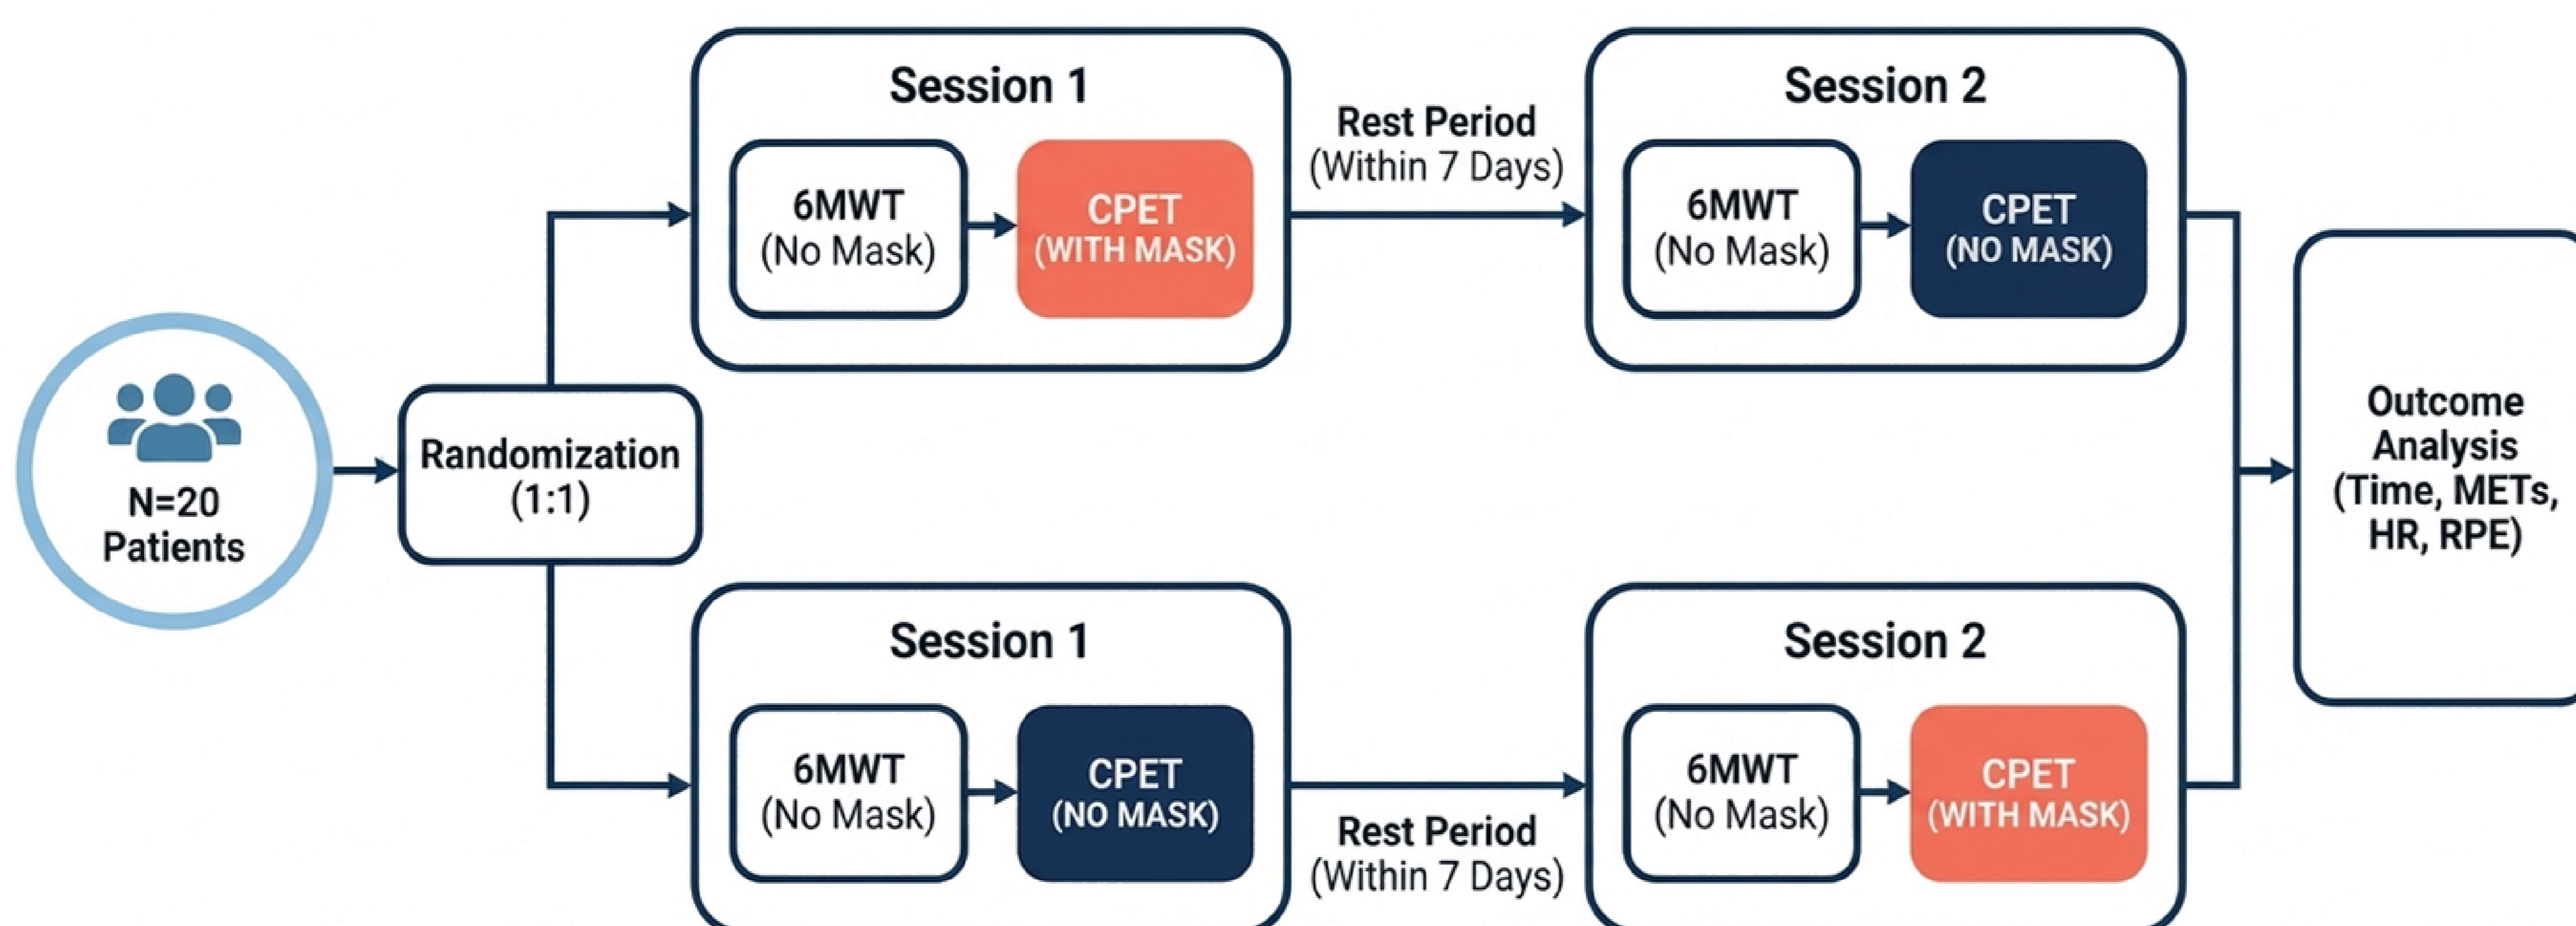 N=20
Patients
Randomization
(1:1)
Session 1
6MWT
(No Mask)
CPET
(WITH MASK)
Rest Period
(Within 7 Days)
Session 2
6MWT
(No Mask)
CPET
(NO MASK)
Session 1
6MWT
(No Mask)
CPET
(NO MASK)
Rest Period
(Within 7 Days)
Session 2
6MWT
(No Mask)
CPET
(WITH MASK)
Outcome
Analysis
(Time, METs,
HR, RPE)